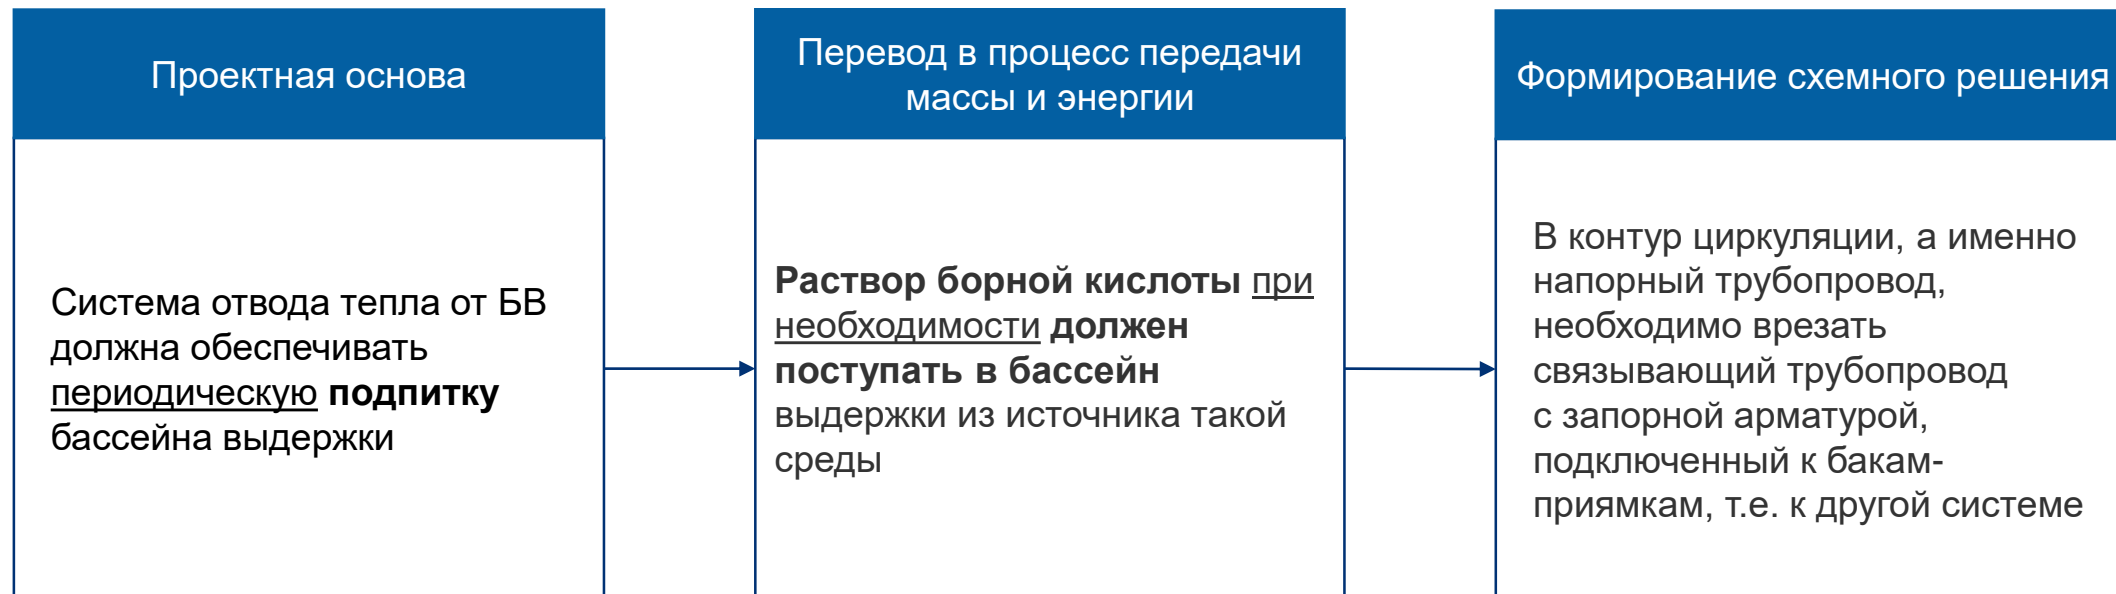 Проектная основа
Система отвода тепла от БВ
должна обеспечивать
периодическую подпитку
бассейна выдержки
Перевод в процесс передачи
массы и энергии
Раствор борной кислоты при
необходимости должен
поступать в бассейн
выдержки из источника такой
среды
Формирование схемного решения
В контур циркуляции, а именно
напорный трубопровод,
необходимо врезать
связывающий трубопровод
с запорной арматурой,
подключенный к бакам-
приямкам, т.е. к другой системе